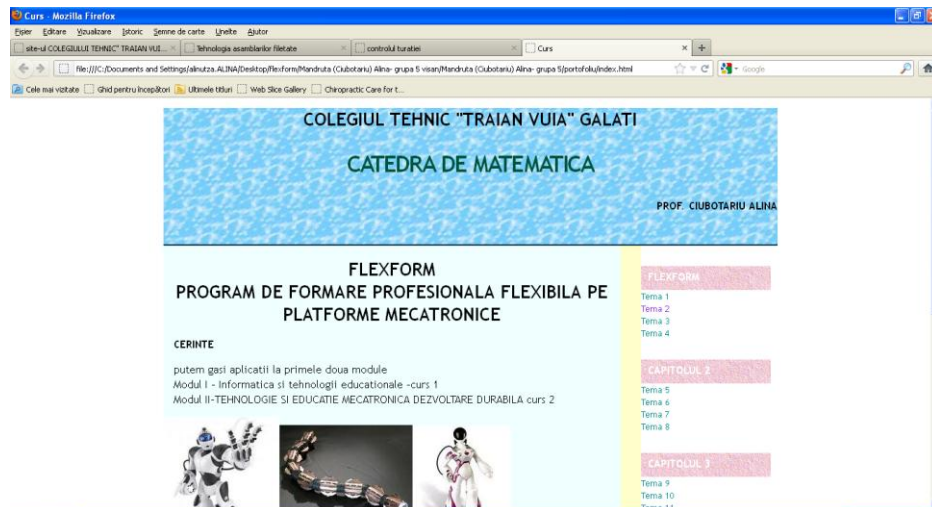 Curs - Mozilla Firefox
Fişier Editare Vizualizare Istoric Semne de carte Unelte Ajutor
site-ul COLEGIULUI TEHNIC" TRAIAN VUI... Tehnologia asamblarilor filetate controlul turatiei Curs
file:///C:/Documents and Settings/alinutza.ALINA/Desktop/flexform/Mandruta (Ciubotariu) Alina- grupa 5 visan/Mandruta (Ciubotariu) Alina- grupa 5/portofoliu/index.html Google
Cele mai vizitate Ghid pentru începători Ultimele titluri Web Slice Gallery Chiropractic Care for t...
COLEGIUL TEHNIC "TRAIAN VUIA" GALATI
CATEDRA DE MATEMATICA
PROF. CIUBOTARIU ALINA
FLEXFORM
PROGRAM DE FORMARE PROFESIONALA FLEXIBILA PE
PLATFORME MECATRONICE
CERINTE
putem gasi aplicatii la primele doua module
Modul I - Informatica si tehnologii educationale -curs 1
Modul II-TEHNOLOGIE SI EDUCATIE MECATRONICA DEZVOLTARE DURABILA curs 2
FLEXFORM
Tema 1
Tema 2
Tema 3
Tema 4
CAPITOLUL 2
Tema 5
Tema 6
Tema 7
Tema 8
CAPITOLUL 3
Tema 9
Tema 10
Tema 11